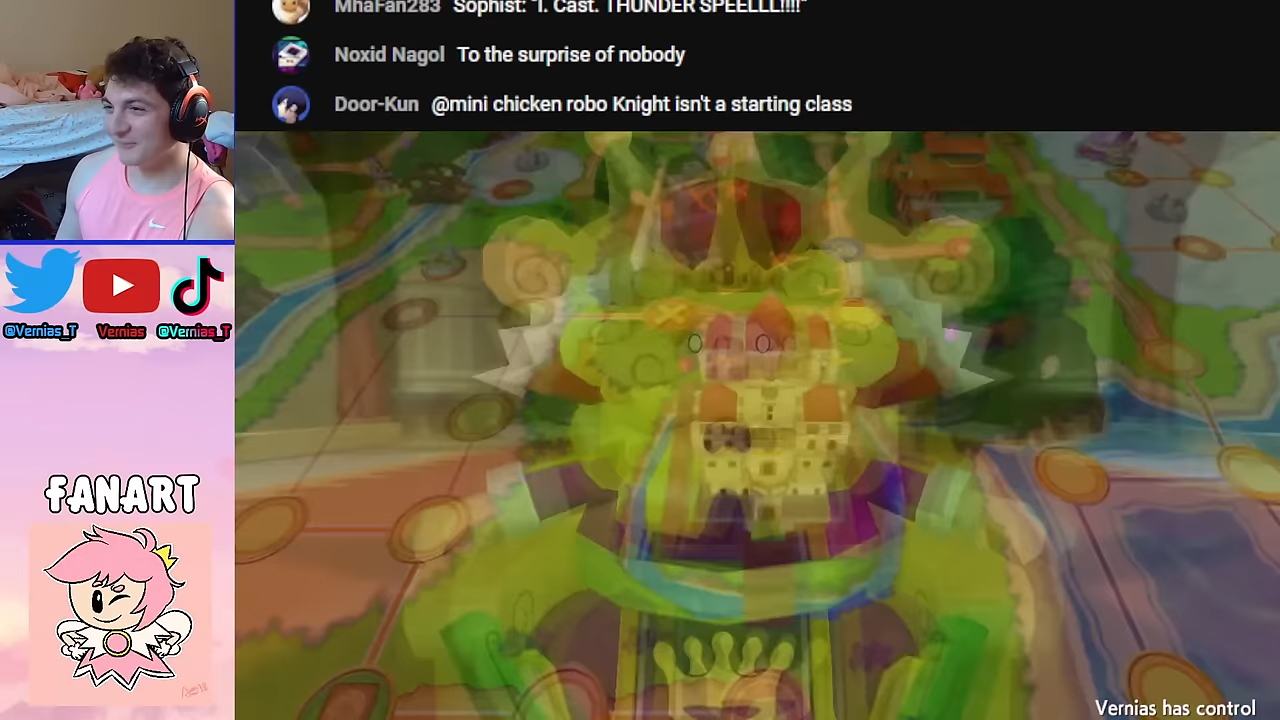 MhaFan283 Sophist: "I. Cast. THUNDER SPEELLL!!!!"
Noxid Nagol To the surprise of nobody
Door-Kun @mini chicken robo Knight isn't a starting class
@Vernias_T Vernias @Vernias_T
FANART
Vernias has control